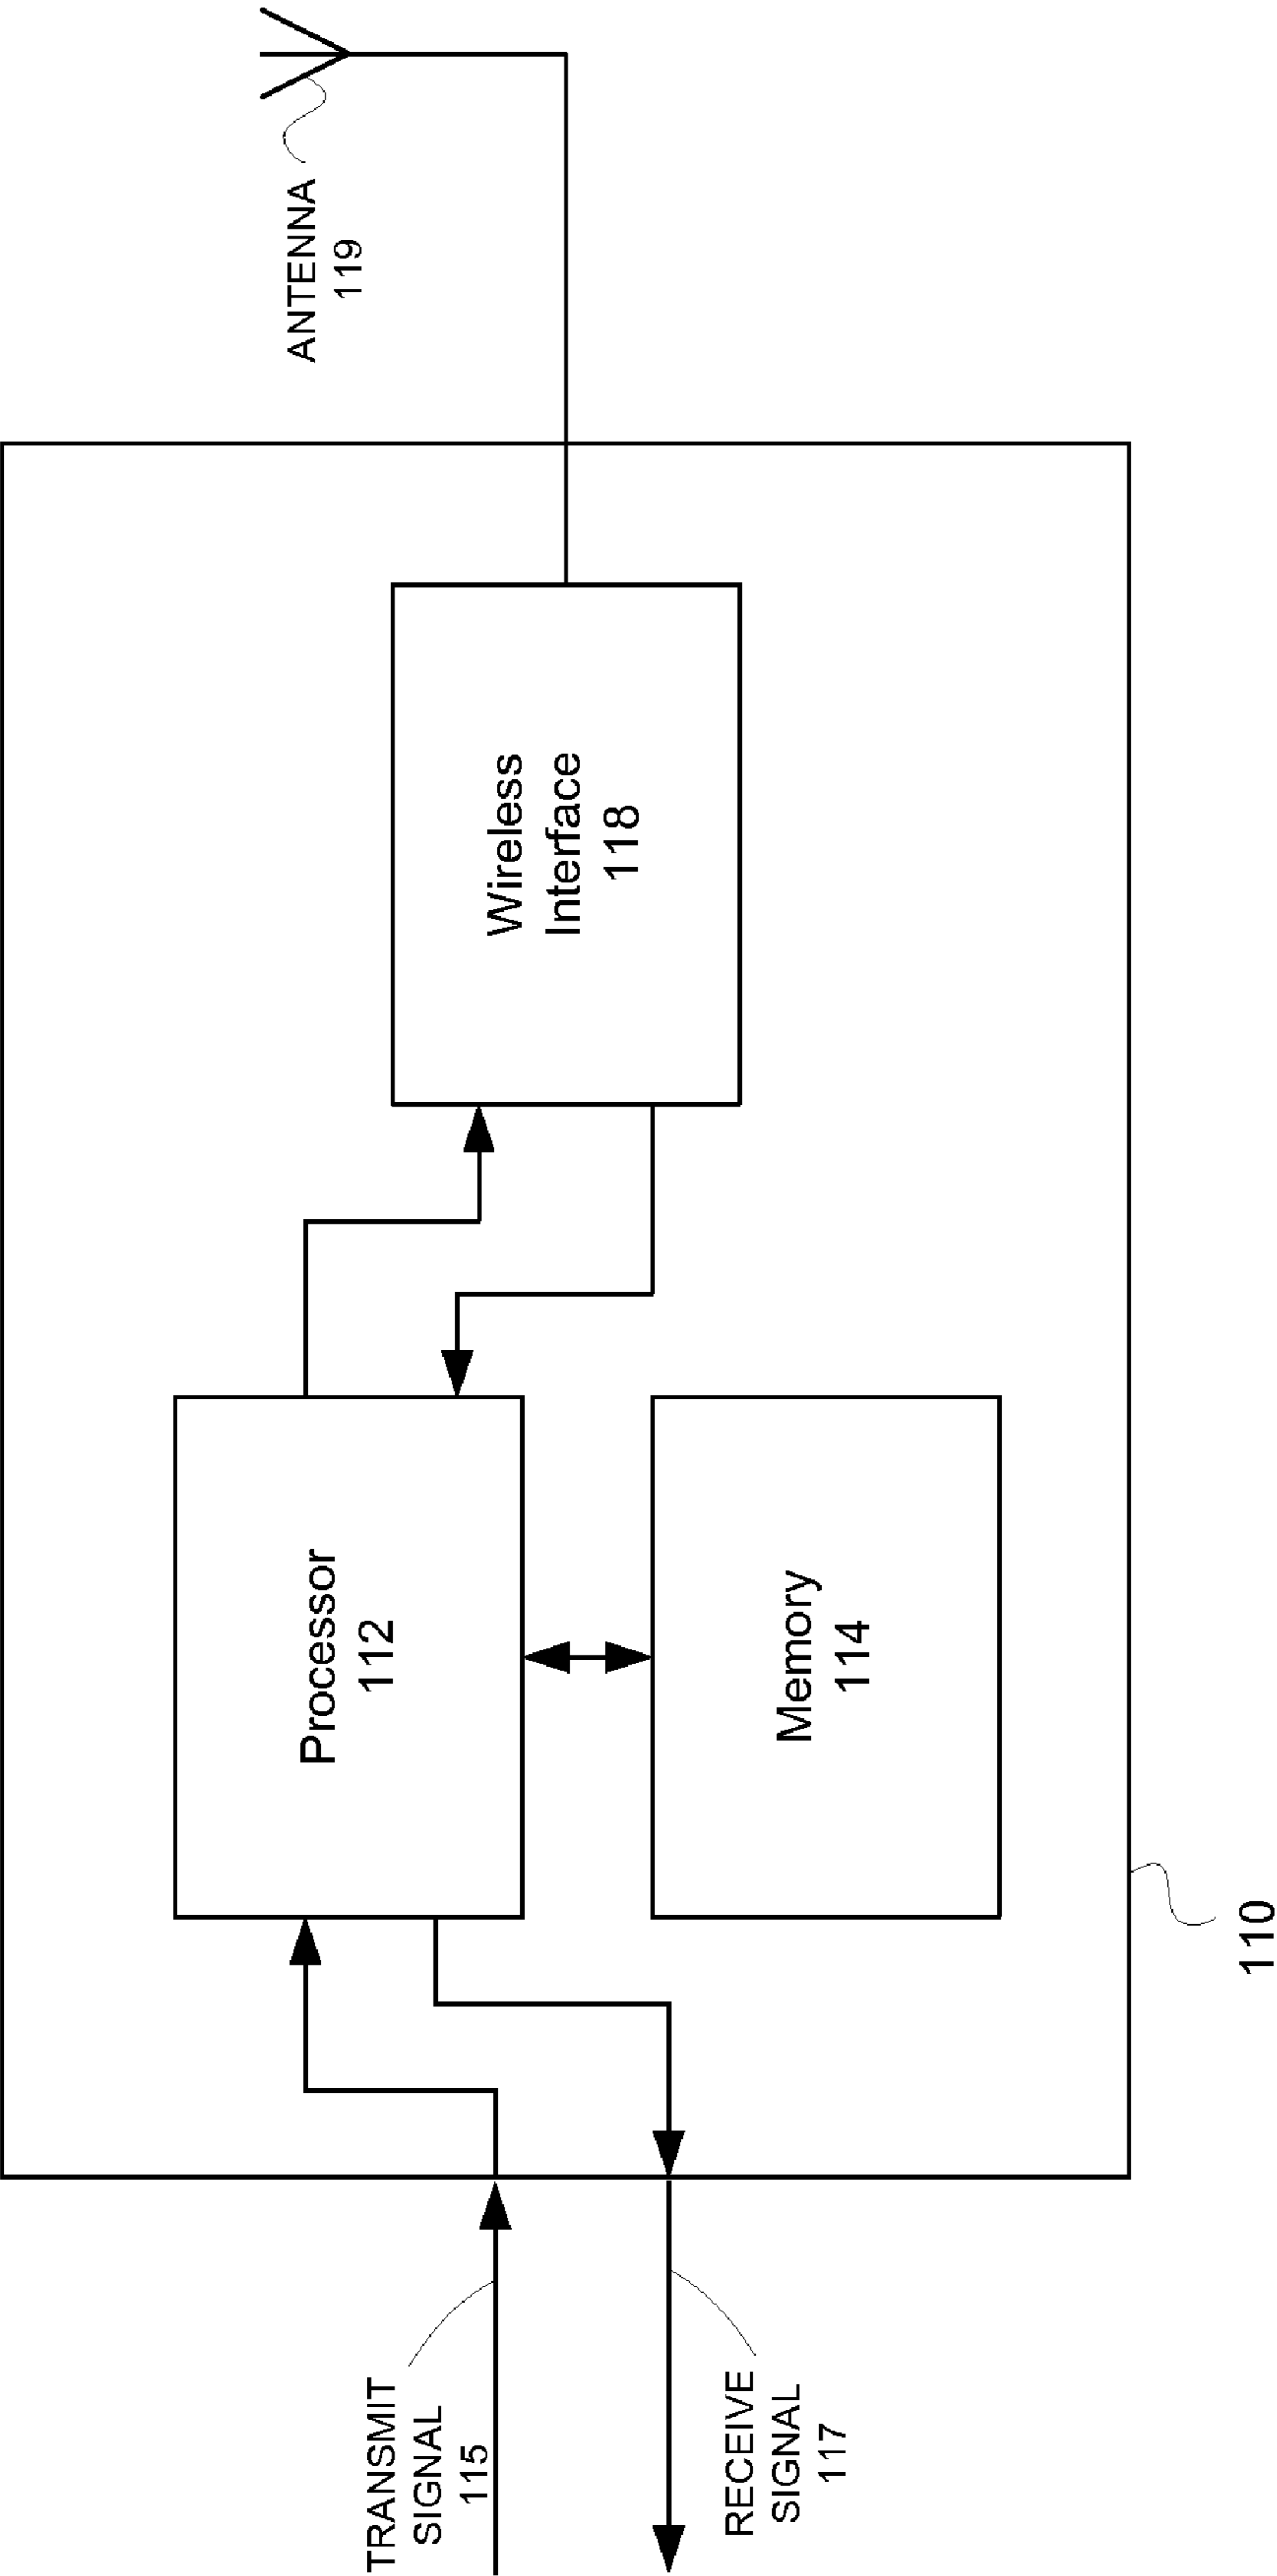 ANTENNA
119
Wireless
Interface
118
Processor
112
Memory
114
TRANSMIT
SIGNAL
115
RECEIVE
SIGNAL
117
110